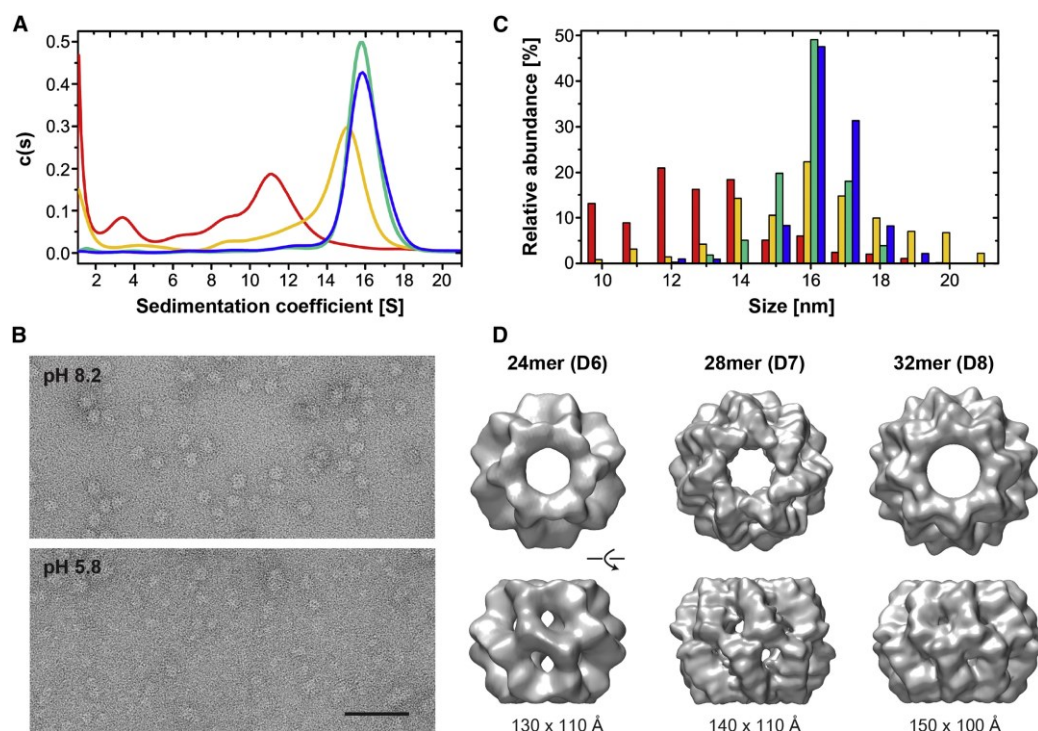 A
c(s)
0.5
0.4
0.3
0.2
0.1
0.0
2 4 6 8 10 12 14 16 18 20
Sedimentation coefficient [S]
C
Relative abundance [%]
50
40
30
20
10
0
10 12 14 16 18 20
Size [nm]
B
pH 8.2
pH 5.8
D
24mer (D6) 28mer (D7) 32mer (D8)
130 x 110 Å 140 x 110 Å 150 x 100 Å